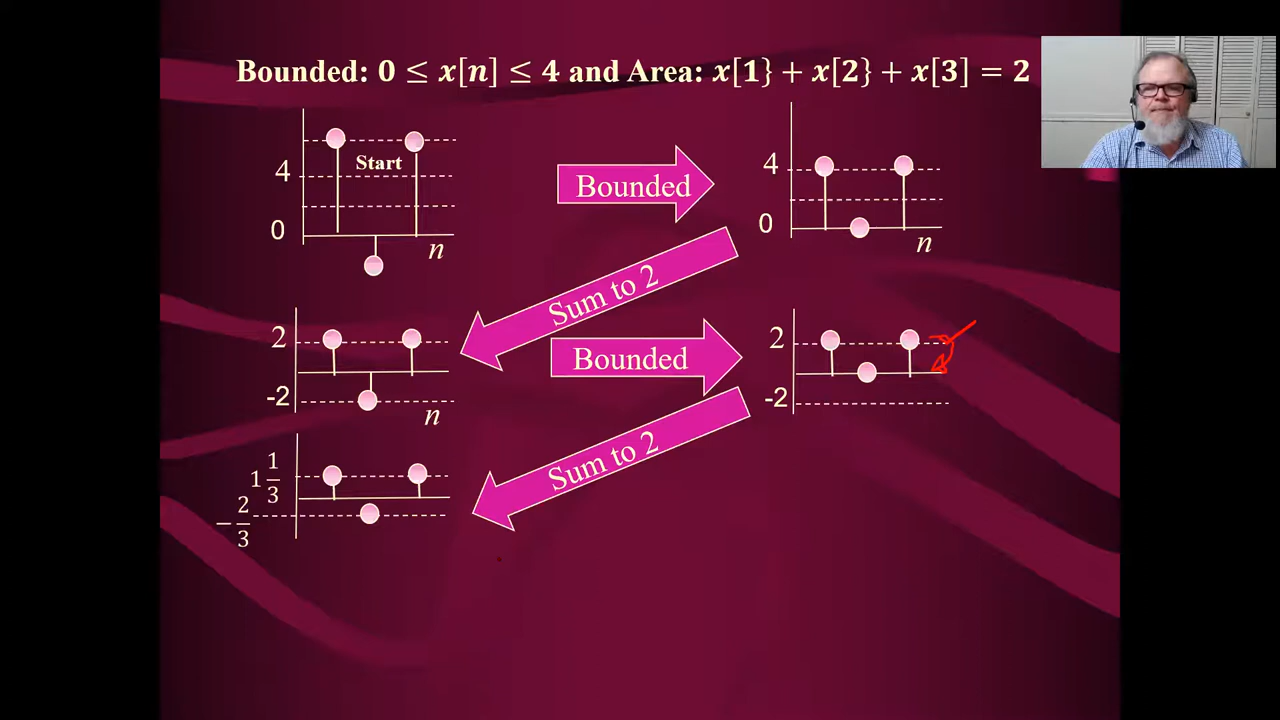 Bounded: 0 ≤ x[n] ≤ 4 and Area: x[1} + x[2} + x[3] = 2
Start
4
0
n
Bounded
4
0
n
Sum to 2
2
-2
n
Bounded
2
-2
Sum to 2
1 1/3
− 2/3